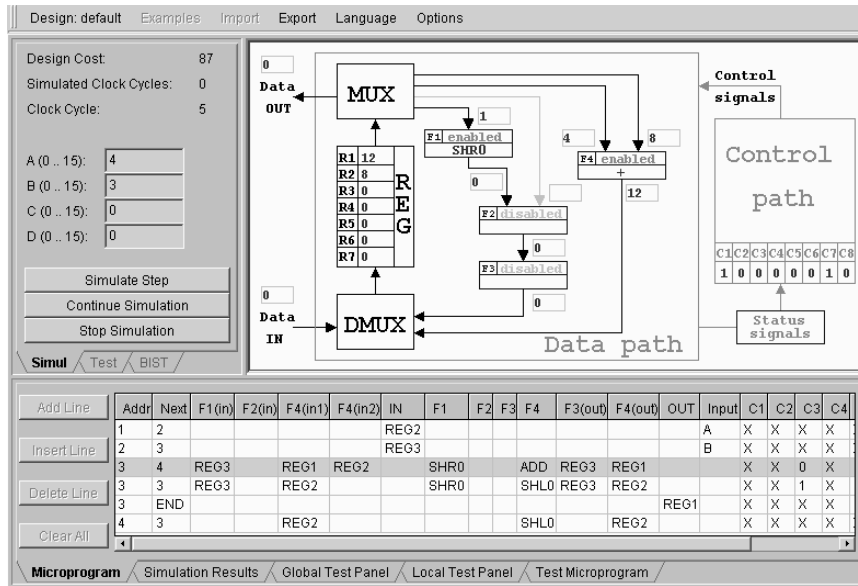 Design: default Examples Import Export Language Options
Design Cost: 87
Simulated Clock Cycles: 0
Clock Cycle: 5
A (0 .. 15): 4
B (0 .. 15): 3
C (0 .. 15): 0
D (0 .. 15): 0
Simulate Step
Continue Simulation
Stop Simulation
Simul Test BIST
0
Data
OUT
MUX
1
F1 enabled
SHR0
4
8
F4 enabled
+
12
R1 12
R2 8
R3 0
R4 0
R5 0
R6 0
R7 0
REG
0
F2 disabled
0
F3 disabled
0
0
Data
IN
DMUX
Data path
Control
signals
Control
path
C1 C2 C3 C4 C5 C6 C7 C8
1 0 0 0 0 0 1 0
Status
signals
Add Line
Insert Line
Delete Line
Clear All
Addr Next F1(in) F2(in) F4(in1) F4(in2) IN F1 F2 F3 F4 F3(out) F4(out) OUT Input C1 C2 C3 C4
1 2 REG2 A X X X X
2 3 REG3 B X X X X
3 4 REG3 REG1 REG2 SHR0 ADD REG3 REG1 X X 0 X
3 3 REG3 REG2 SHR0 SHL0 REG3 REG2 X X 1 X
3 END REG1 X X X X
4 3 REG2 SHL0 REG2 X X X X
Microprogram Simulation Results Global Test Panel Local Test Panel Test Microprogram